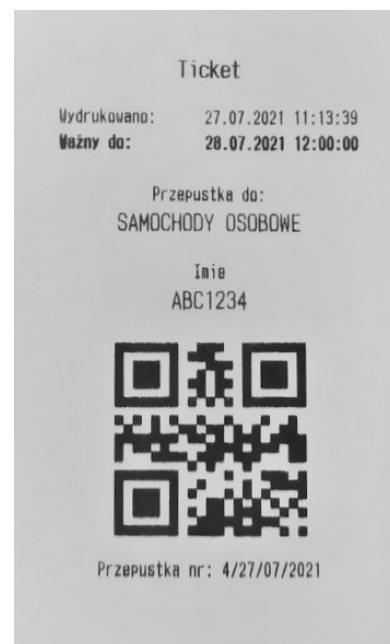 Ticket
Wydrukowano: 27.07.2021 11:13:39
Ważny do: 28.07.2021 12:00:00
Przepustka do:
SAMOCHODY OSOBOWE
Imie
ABC1234
Przepustka nr: 4/27/07/2021